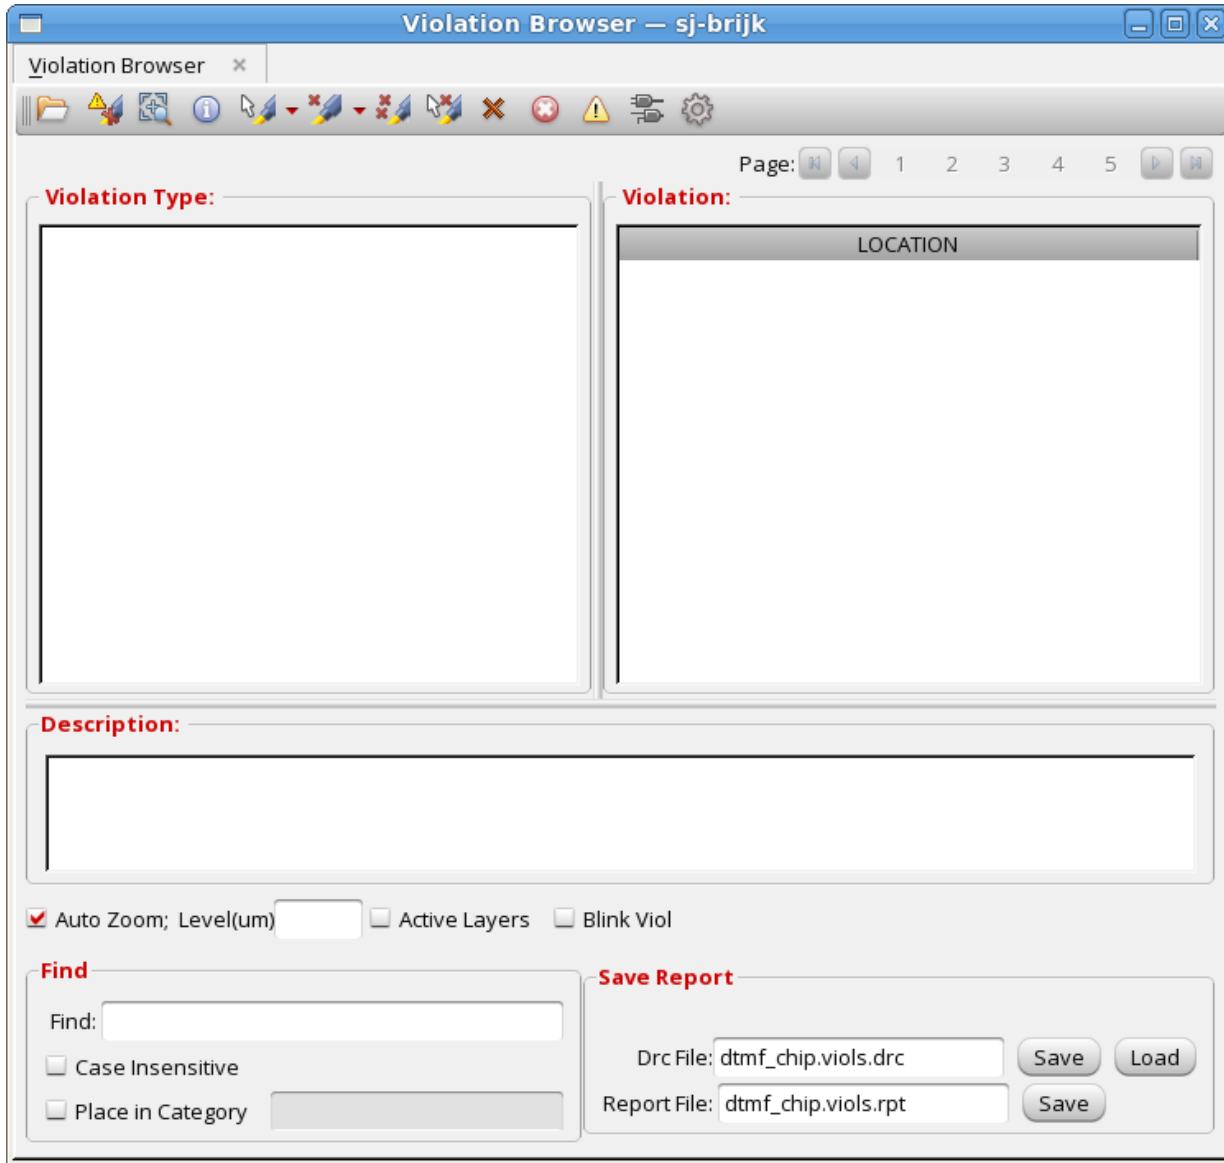 Violation Browser — sj-brijk
Violation Browser
Page: 1 2 3 4 5
Violation Type:
Violation:
LOCATION
Description:
Auto Zoom; Level(um) Active Layers Blink Viol
Find
Find:
Case Insensitive
Place in Category
Save Report
Drc File: dtmf_chip.viols.drc Save Load
Report File: dtmf_chip.viols.rpt Save